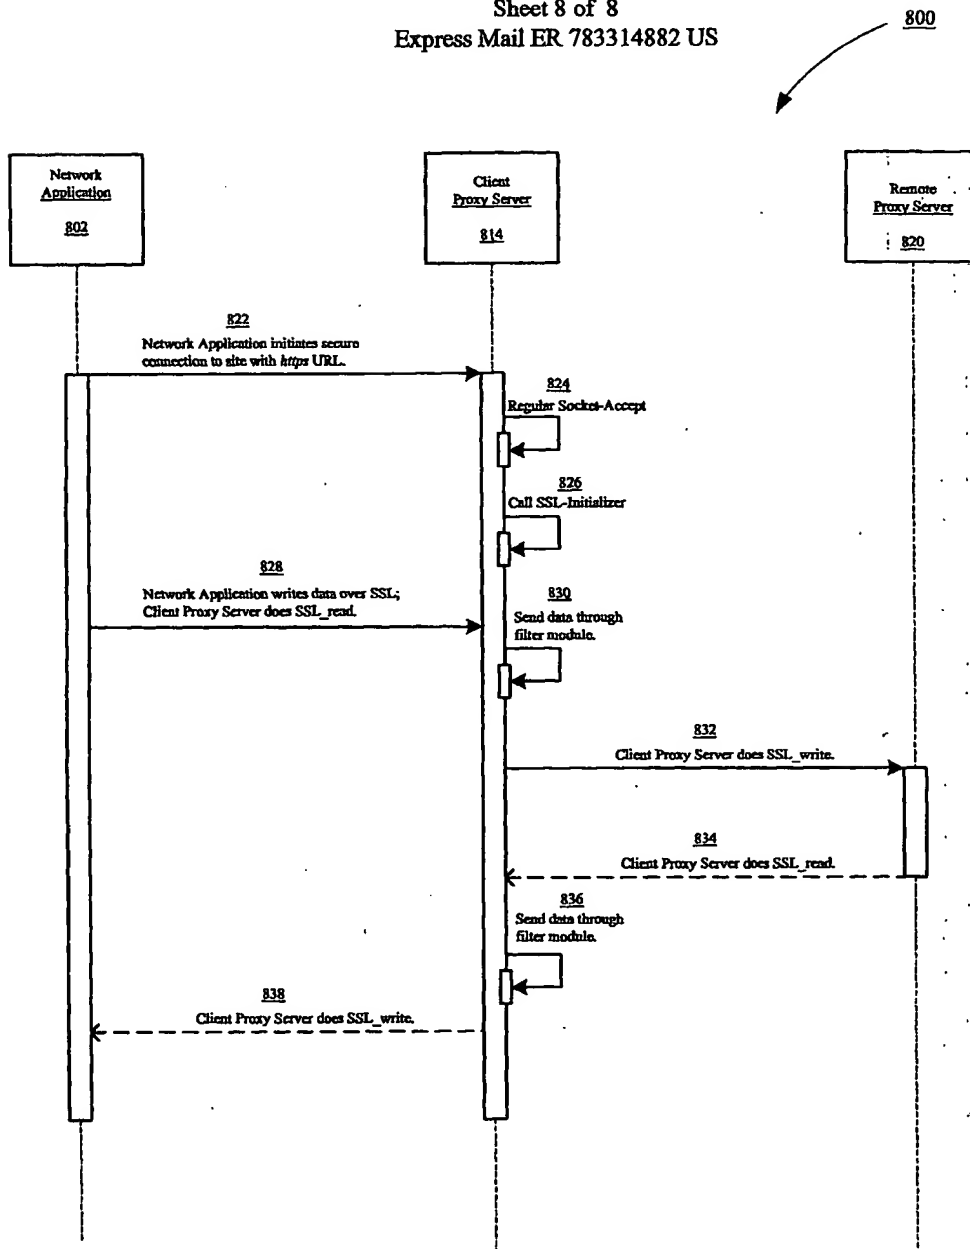 Sheet 8 of 8
Express Mail ER 783314882 US
800
Network
Application
802
Client
Proxy Server
814
Remote
Proxy Server
820
822
Network Application initiates secure
connection to site with https URL.
824
Regular Socket-Accept
826
Call SSL-Initializer
828
Network Application writes data over SSL;
Client Proxy Server does SSL_read.
830
Send data through
filter module.
832
Client Proxy Server does SSL_write.
834
Client Proxy Server does SSL_read.
836
Send data through
filter module.
838
Client Proxy Server does SSL_write.